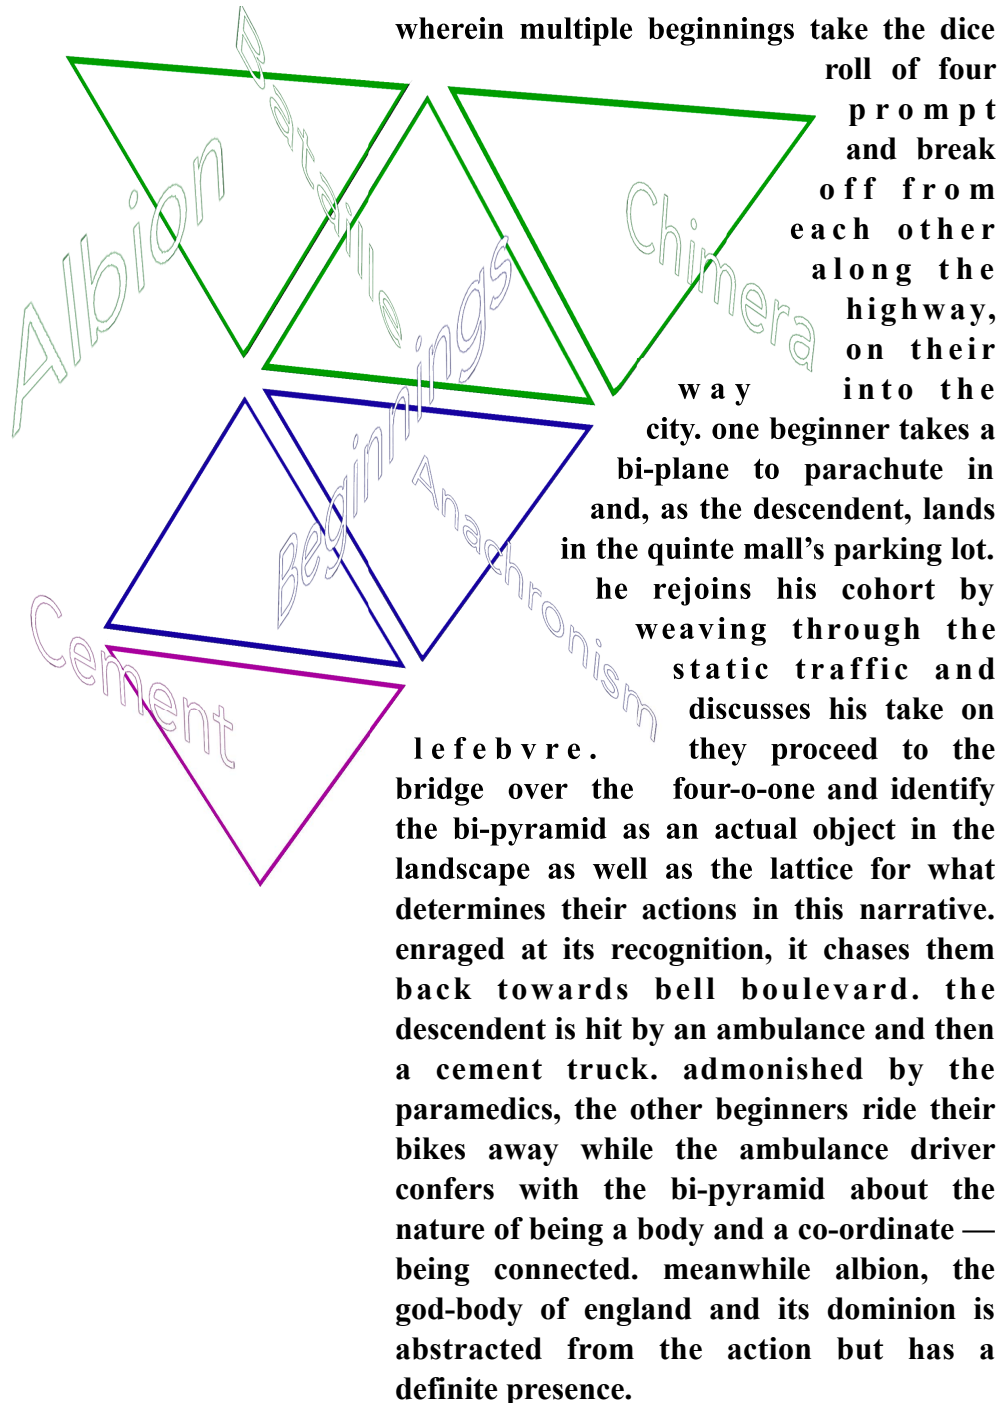 wherein multiple beginnings take the dice
roll of four
prompt
and break
off from
each other
along the
highway,
on their
way into the
city. one beginner takes a
bi-plane to parachute in
and, as the descendent, lands
in the quinte mall’s parking lot.
he rejoins his cohort by
weaving through the
static traffic and
discusses his take on
lefebvre. they proceed to the
bridge over the four-o-one and identify
the bi-pyramid as an actual object in the
landscape as well as the lattice for what
determines their actions in this narrative.
enraged at its recognition, it chases them
back towards bell boulevard. the
descendent is hit by an ambulance and then
a cement truck. admonished by the
paramedics, the other beginners ride their
bikes away while the ambulance driver
confers with the bi-pyramid about the
nature of being a body and a co-ordinate —
being connected. meanwhile albion, the
god-body of england and its dominion is
abstracted from the action but has a
definite presence.
Albion
Bataille
Chimera
Beginnings
Anachronism
Cement